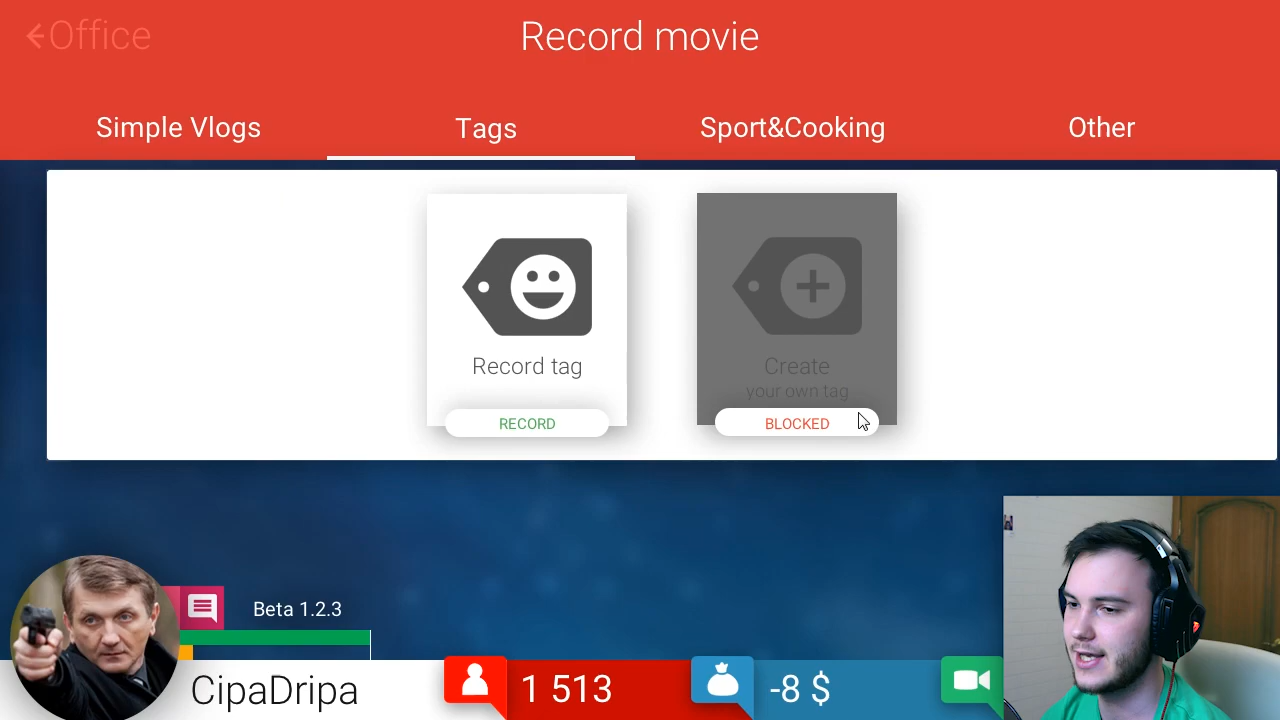 Office
Record movie
Simple Vlogs
Tags
Sport&Cooking
Other
Record tag
RECORD
Create
your own tag
BLOCKED
Beta 1.2.3
CipaDripa
1 513
-8 $